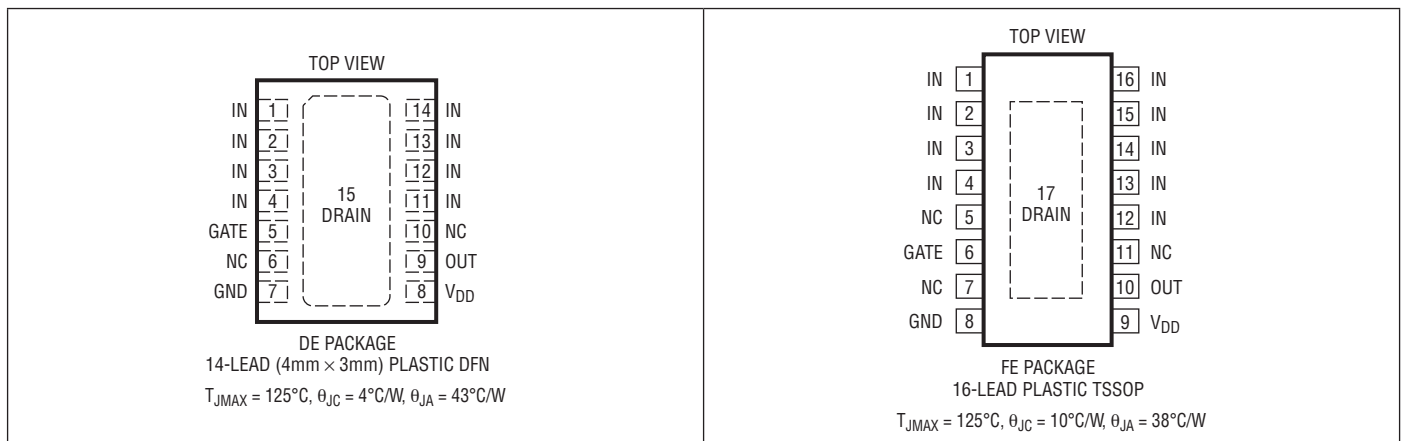 TOP VIEW
IN 1 14 IN
IN 2 13 IN
IN 3 12 IN
IN 4 11 IN
15
DRAIN
GATE 5 10 NC
NC 6 9 OUT
GND 7 8 VDD
DE PACKAGE
14-LEAD (4mm × 3mm) PLASTIC DFN
TJMAX = 125°C, θJC = 4°C/W, θJA = 43°C/W
TOP VIEW
IN 1 16 IN
IN 2 15 IN
IN 3 14 IN
IN 4 13 IN
17
DRAIN
NC 5 12 IN
GATE 6 11 NC
NC 7 10 OUT
GND 8 9 VDD
FE PACKAGE
16-LEAD PLASTIC TSSOP
TJMAX = 125°C, θJC = 10°C/W, θJA = 38°C/W